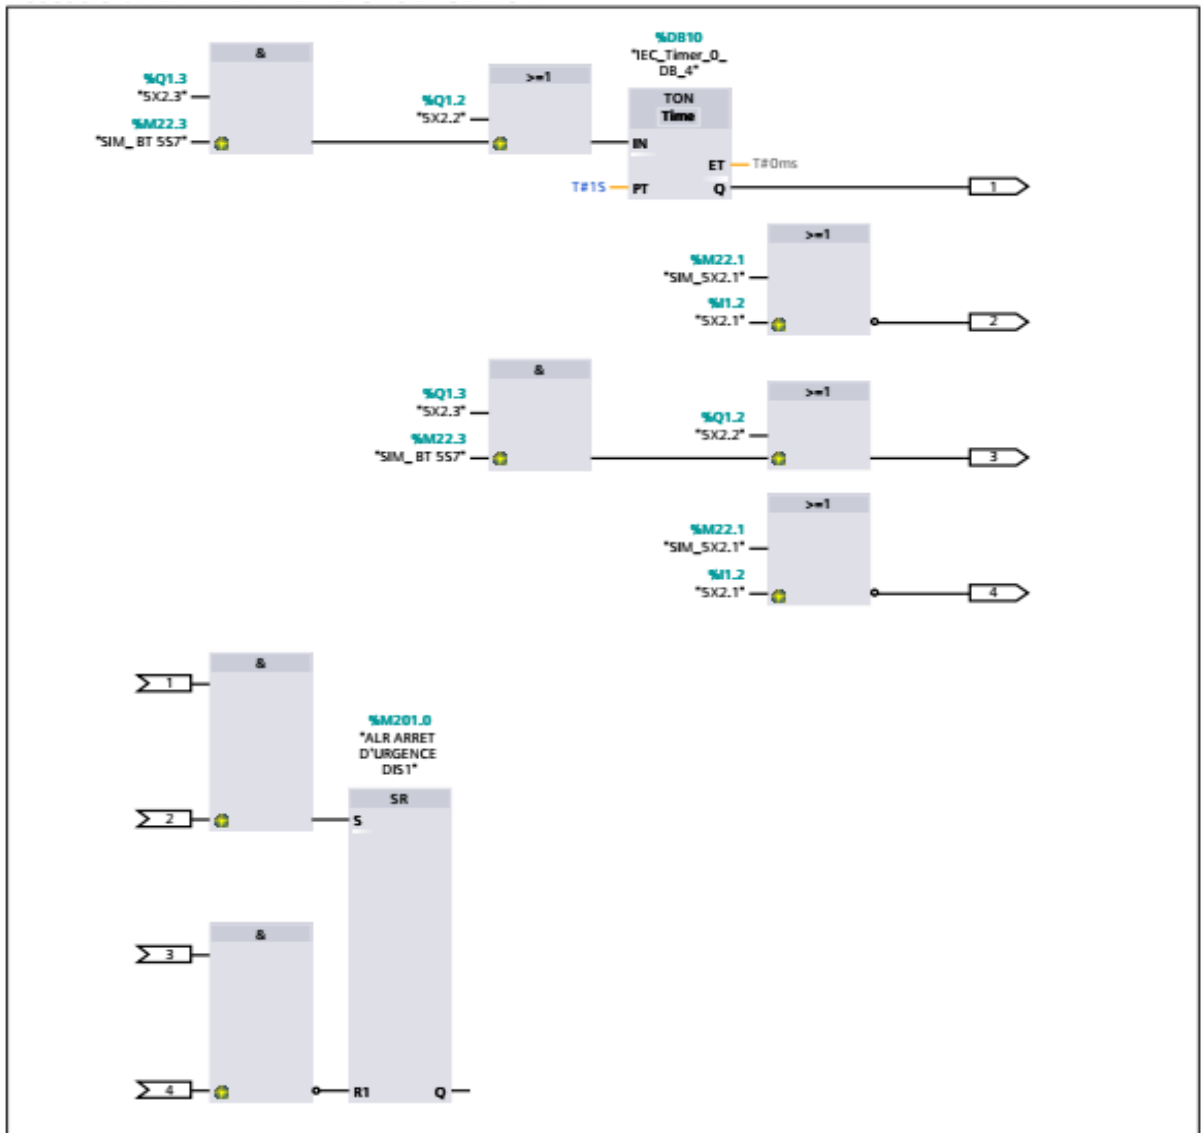 &
%Q1.3
"5X2.3"
%M22.3
"SIM_ BT 5S7"
%Q1.2
"5X2.2"
>=1
%DB10
"IEC_Timer_0_
DB_4"
TON
Time
IN
ET
T#0ms
T#1S
PT
Q
1
>=1
%M22.1
"SIM_5X2.1"
%I1.2
"5X2.1"
2
&
%Q1.3
"5X2.3"
%M22.3
"SIM_ BT 5S7"
>=1
%Q1.2
"5X2.2"
3
>=1
%M22.1
"SIM_5X2.1"
%I1.2
"5X2.1"
4
1
&
2
%M201.0
"ALR ARRET
D'URGENCE
DIS1"
SR
S
3
&
4
R1
Q